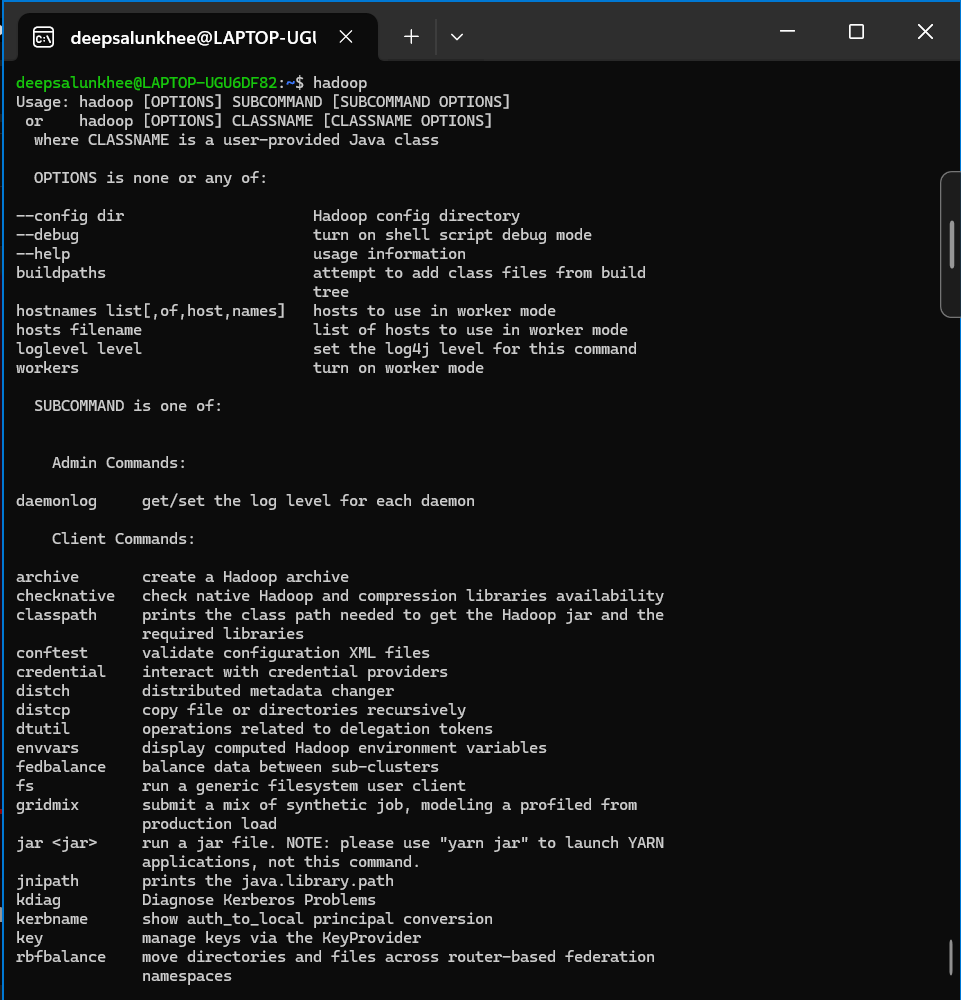 deepsalunkhee@LAPTOP-UGU
deepsalunkhee@LAPTOP-UGU6DF82:~$ hadoop
Usage: hadoop [OPTIONS] SUBCOMMAND [SUBCOMMAND OPTIONS]
 or    hadoop [OPTIONS] CLASSNAME [CLASSNAME OPTIONS]
  where CLASSNAME is a user-provided Java class
  OPTIONS is none or any of:
--config dir                     Hadoop config directory
--debug                          turn on shell script debug mode
--help                           usage information
buildpaths                       attempt to add class files from build
                                 tree
hostnames list[,of,host,names]   hosts to use in worker mode
hosts filename                   list of hosts to use in worker mode
loglevel level                   set the log4j level for this command
workers                          turn on worker mode
  SUBCOMMAND is one of:
    Admin Commands:
daemonlog     get/set the log level for each daemon
    Client Commands:
archive       create a Hadoop archive
checknative   check native Hadoop and compression libraries availability
classpath     prints the class path needed to get the Hadoop jar and the
              required libraries
conftest      validate configuration XML files
credential    interact with credential providers
distch        distributed metadata changer
distcp        copy file or directories recursively
dtutil        operations related to delegation tokens
envvars       display computed Hadoop environment variables
fedbalance    balance data between sub-clusters
fs            run a generic filesystem user client
gridmix       submit a mix of synthetic job, modeling a profiled from
              production load
jar <jar>     run a jar file. NOTE: please use "yarn jar" to launch YARN
              applications, not this command.
jnipath       prints the java.library.path
kdiag         Diagnose Kerberos Problems
kerbname      show auth_to_local principal conversion
key           manage keys via the KeyProvider
rbfbalance    move directories and files across router-based federation
              namespaces